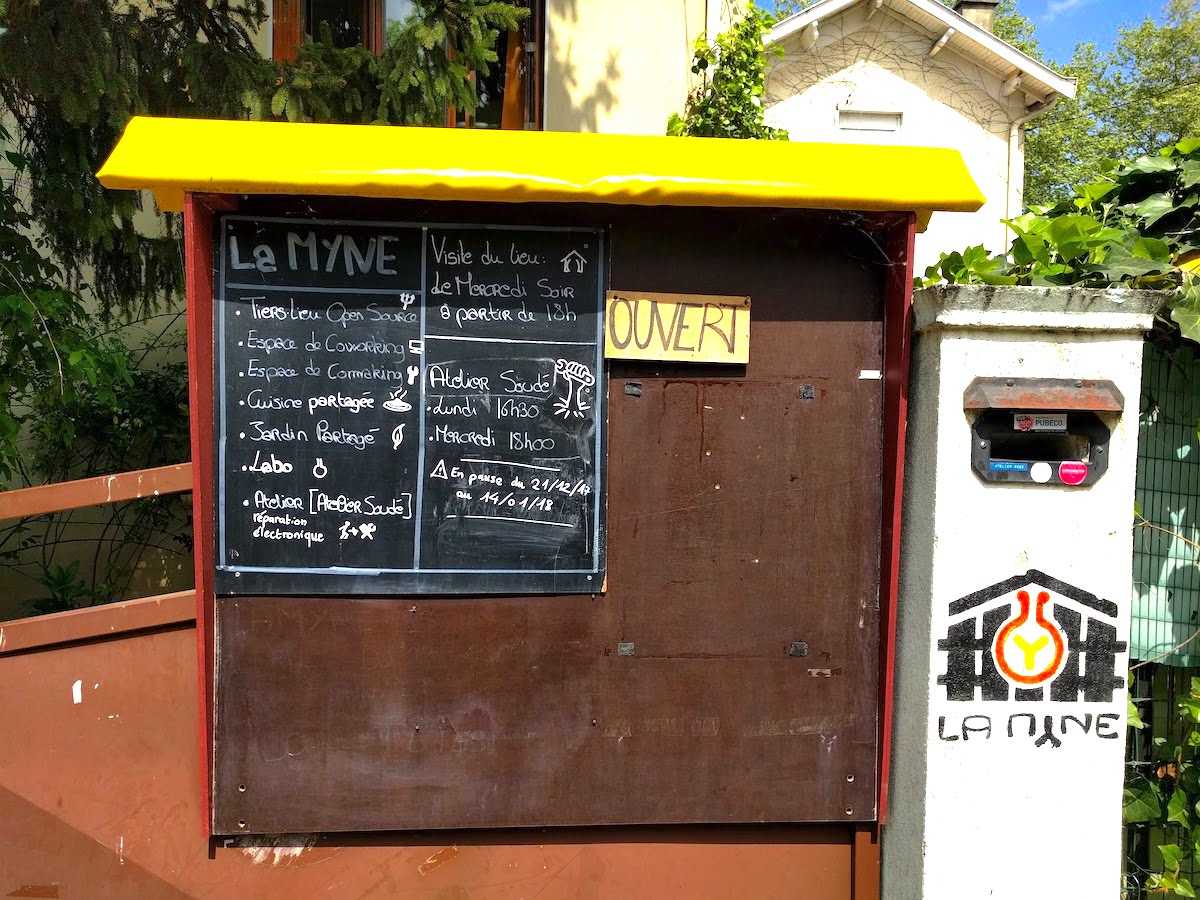 La MYNE
• Tiers-Lieu Open Source
• Espace de Coworking
• Espace de Comaking
• Cuisine partagée
• Jardin Partagé
• Labo
• Atelier [Atelier Soudé]
réparation
électronique
Visite du lieu :
de Mercredi Soir
à partir de 18h
Atelier Soudé
• Lundi 16h30
• Mercredi 18h00
En pause du 21/12/17
au 14/01/18
OUVERT
PUBECO
Y
LA MYNE